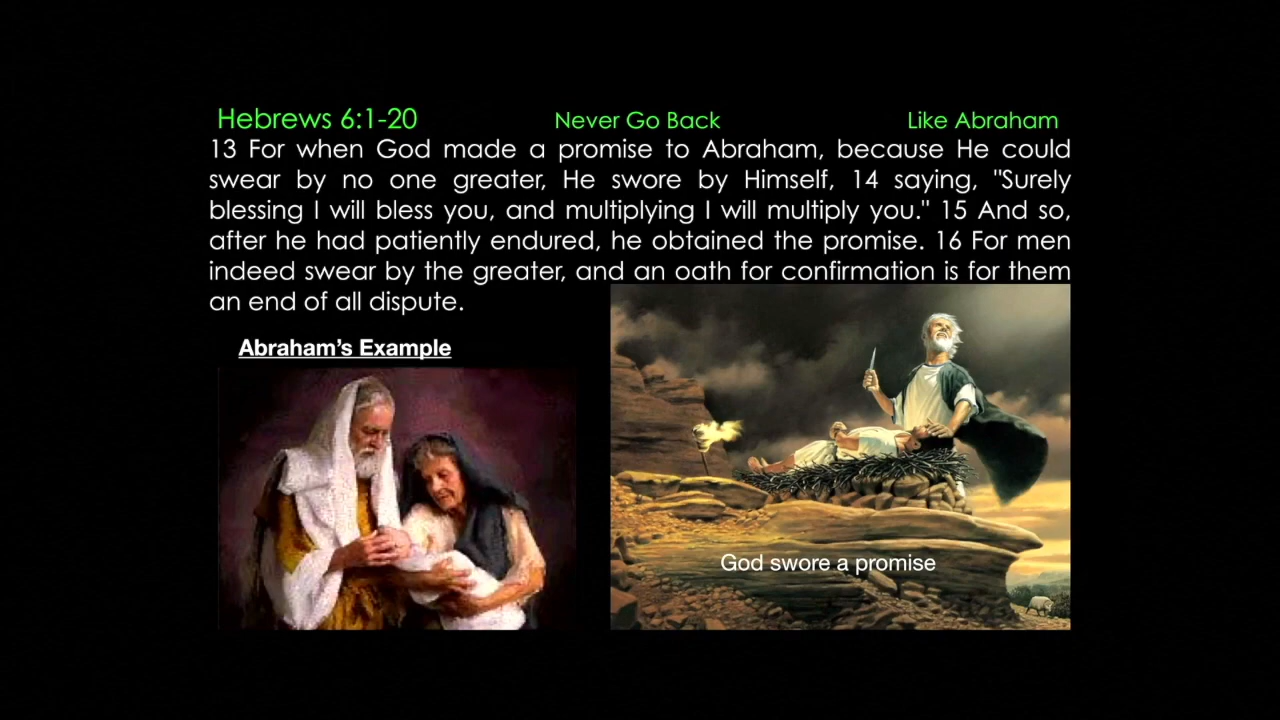 Hebrews 6:1-20 Never Go Back Like Abraham
13 For when God made a promise to Abraham, because He could
swear by no one greater, He swore by Himself, 14 saying, "Surely
blessing I will bless you, and multiplying I will multiply you." 15 And so,
after he had patiently endured, he obtained the promise. 16 For men
indeed swear by the greater, and an oath for confirmation is for them
an end of all dispute.
Abraham's Example
God swore a promise